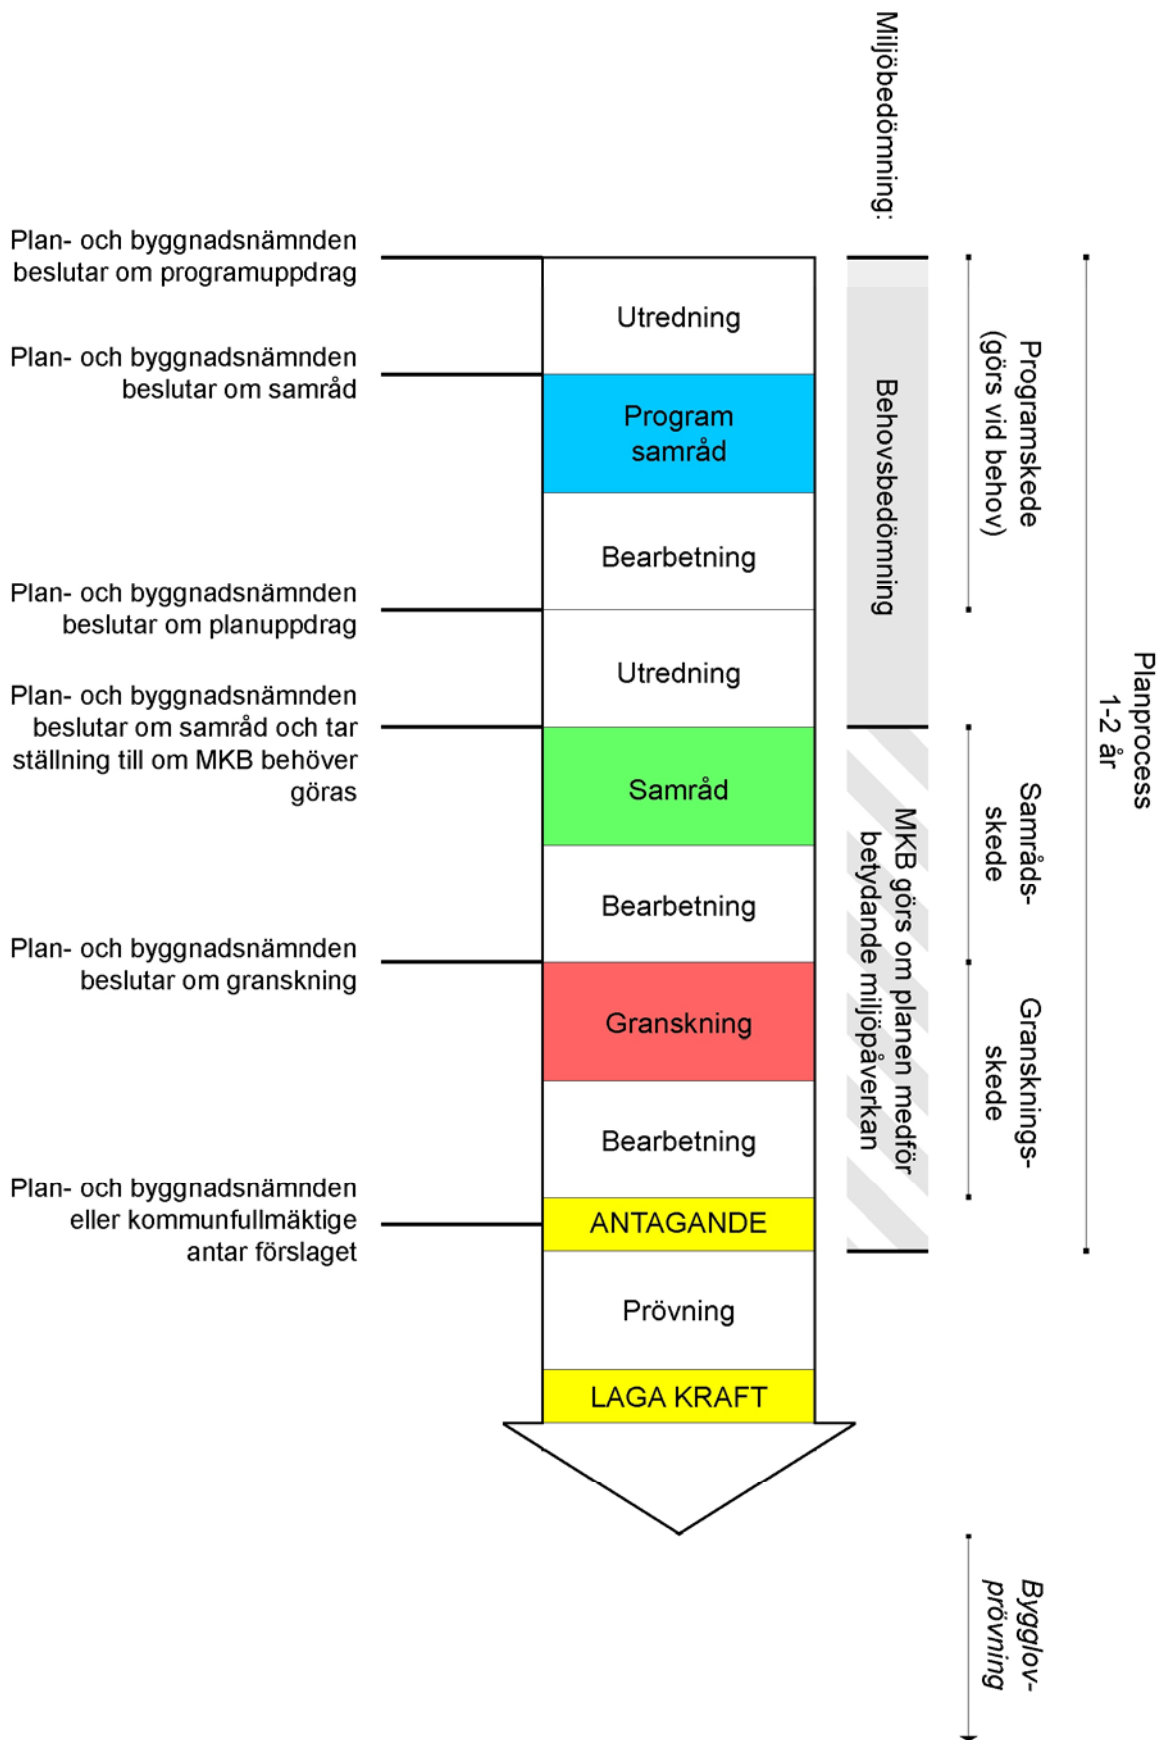 Miljöbedömning:
Plan- och byggnadsnämnden
beslutar om programuppdrag
Plan- och byggnadsnämnden
beslutar om samråd
Plan- och byggnadsnämnden
beslutar om planuppdrag
Plan- och byggnadsnämnden
beslutar om samråd och tar
ställning till om MKB behöver
göras
Plan- och byggnadsnämnden
beslutar om granskning
Plan- och byggnadsnämnden
eller kommunfullmäktige
antar förslaget
Utredning
Program
samråd
Bearbetning
Utredning
Samråd
Bearbetning
Granskning
Bearbetning
ANTAGANDE
Prövning
LAGA KRAFT
Behovsbedömning
MKB görs om planen medför
betydande miljöpåverkan
Programskede
(görs vid behov)
Samråds-
skede
Gransknings-
skede
Bygglov-
prövning
Planprocess
1-2 år